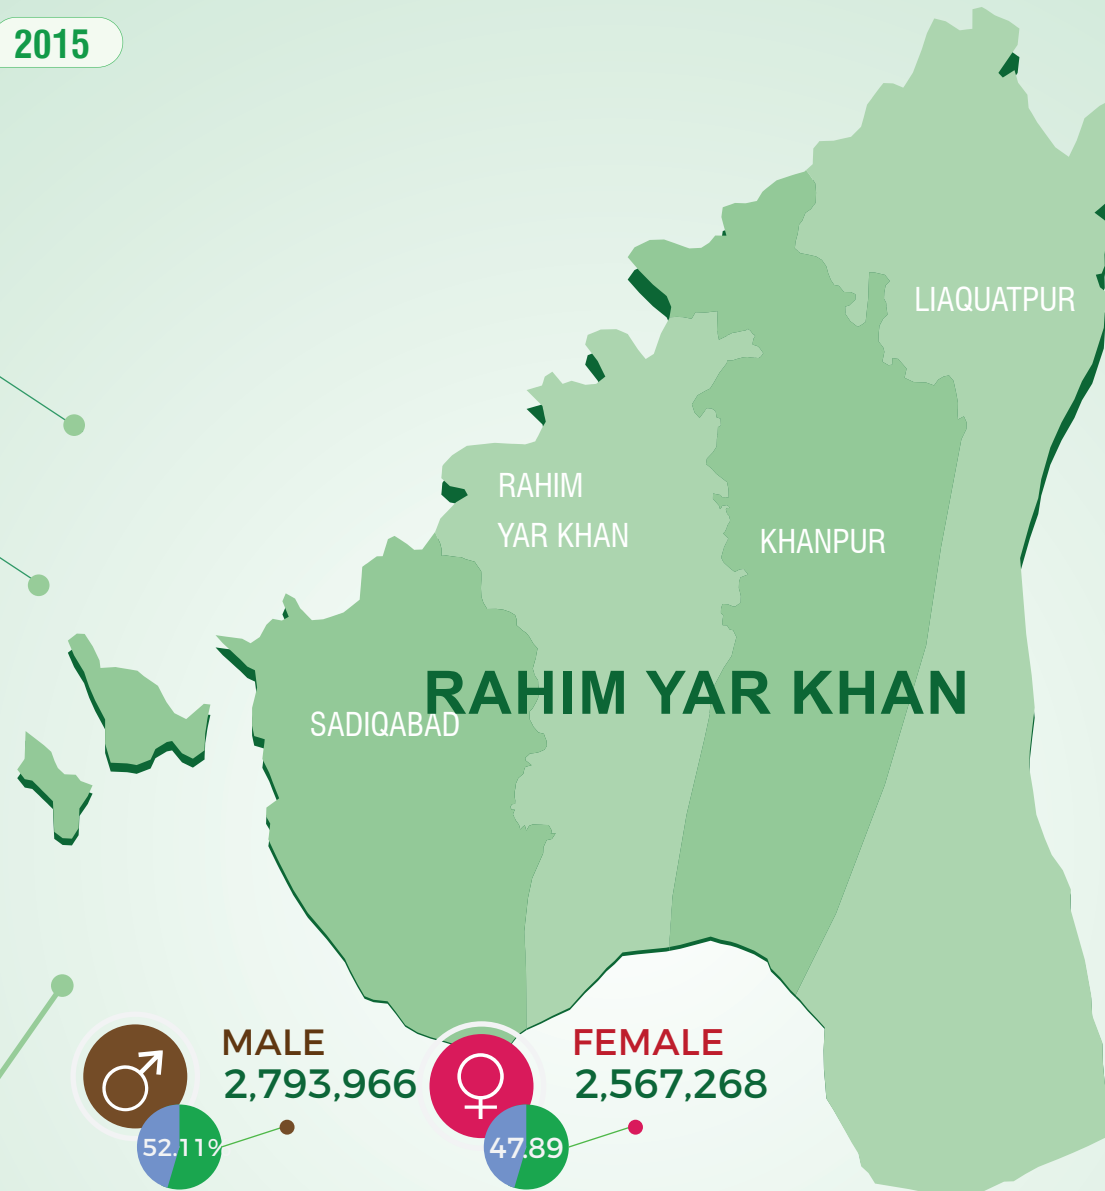 2015
LIAQUATPUR
RAHIM
YAR KHAN
KHANPUR
RAHIM YAR KHAN
SADIQABAD
MALE
2,793,966
52.11%
FEMALE
2,567,268
47.89